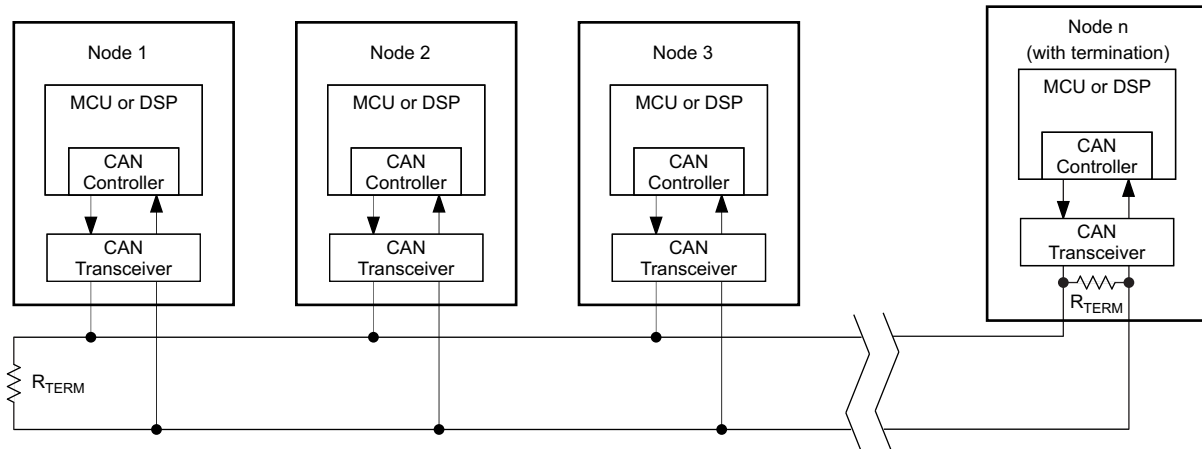 Node 1
MCU or DSP
CAN
Controller
CAN
Transceiver
Node 2
MCU or DSP
CAN
Controller
CAN
Transceiver
Node 3
MCU or DSP
CAN
Controller
CAN
Transceiver
Node n
(with termination)
MCU or DSP
CAN
Controller
CAN
Transceiver
RTERM
RTERM